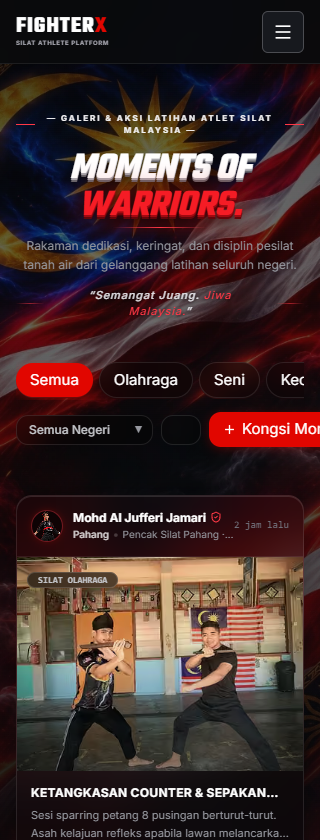 FIGHTERX
SILAT ATHLETE PLATFORM
— GALERI & AKSI LATIHAN ATLET SILAT
MALAYSIA —
MOMENTS OF
WARRIORS.
Rakaman dedikasi, keringat, dan disiplin pesilat
tanah air dari gelanggang latihan seluruh negeri.
"Semangat Juang. Jiwa
Malaysia."
Semua
Olahraga
Seni
Kec
Semua Negeri ▼
+ Kongsi Mor
Mohd Al Jufferi Jamari
2 jam lalu
Pahang • Pencak Silat Pahang ·...
SILAT OLAHRAGA
KETANGKASAN COUNTER & SEPAKAN...
Sesi sparring petang 8 pusingan berturut-turut.
Asah kelajuan refleks apabila lawan melancarka...